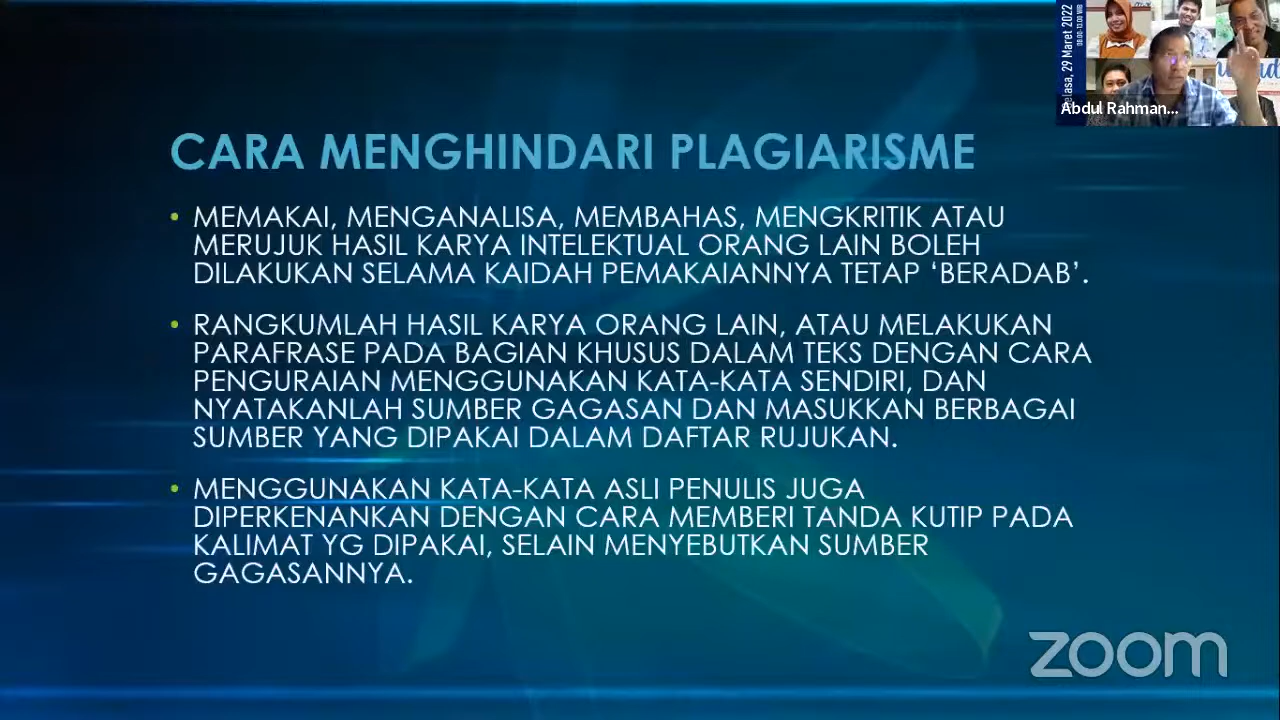 CARA MENGHINDARI PLAGIARISME
• MEMAKAI, MENGANALISA, MEMBAHAS, MENGKRITIK ATAU
MERUJUK HASIL KARYA INTELEKTUAL ORANG LAIN BOLEH
DILAKUKAN SELAMA KAIDAH PEMAKAIANNYA TETAP ‘BERADAB’.
• RANGKUMLAH HASIL KARYA ORANG LAIN, ATAU MELAKUKAN
PARAFRASE PADA BAGIAN KHUSUS DALAM TEKS DENGAN CARA
PENGURAIAN MENGGUNAKAN KATA-KATA SENDIRI, DAN
NYATAKANLAH SUMBER GAGASAN DAN MASUKKAN BERBAGAI
SUMBER YANG DIPAKAI DALAM DAFTAR RUJUKAN.
• MENGGUNAKAN KATA-KATA ASLI PENULIS JUGA
DIPERKENANKAN DENGAN CARA MEMBERI TANDA KUTIP PADA
KALIMAT YG DIPAKAI, SELAIN MENYEBUTKAN SUMBER
GAGASANNYA.
29 Maret 2022
Abdul Rahman...
zoom